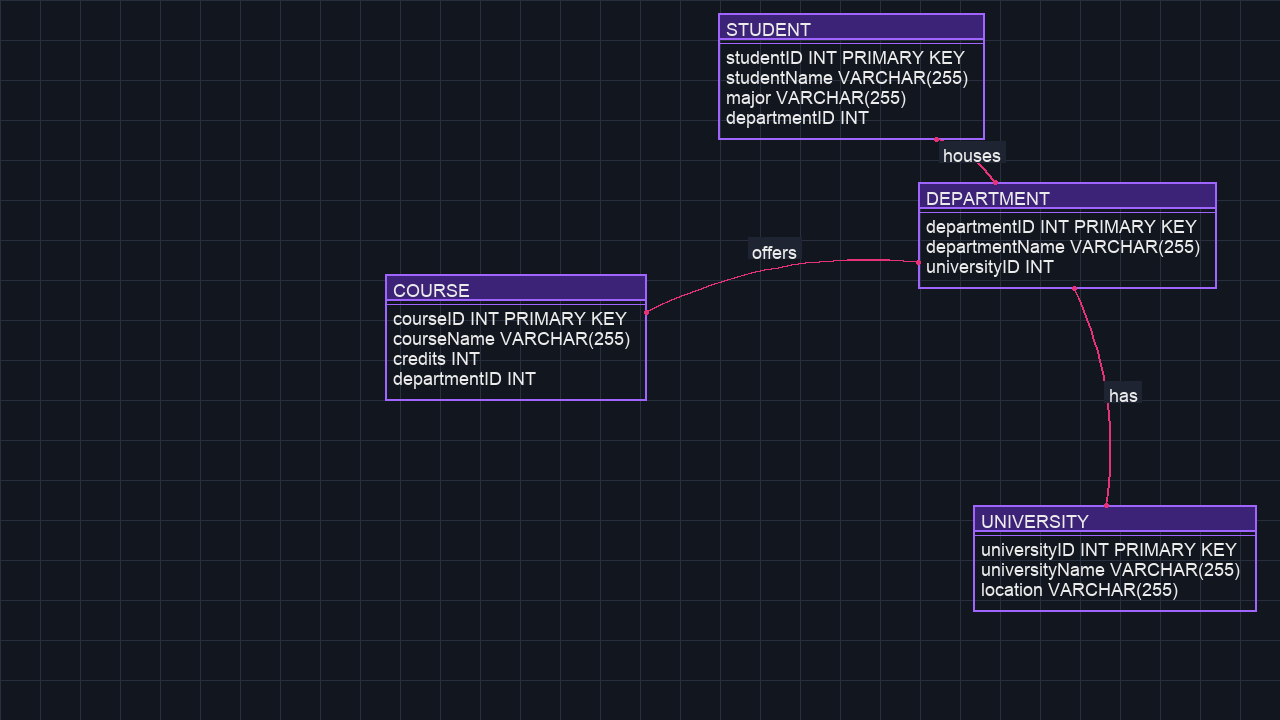 STUDENT
studentID INT PRIMARY KEY
studentName VARCHAR(255)
major VARCHAR(255)
departmentID INT
houses
DEPARTMENT
departmentID INT PRIMARY KEY
departmentName VARCHAR(255)
universityID INT
offers
COURSE
courseID INT PRIMARY KEY
courseName VARCHAR(255)
credits INT
departmentID INT
has
UNIVERSITY
universityID INT PRIMARY KEY
universityName VARCHAR(255)
location VARCHAR(255)